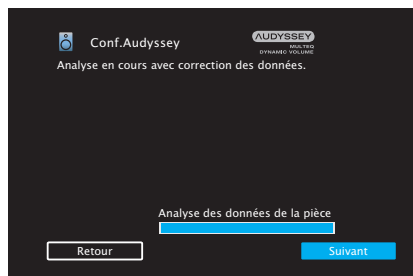 Conf.Audyssey
AUDYSSEY
MULTEQ
DYNAMIC VOLUME
Analyse en cours avec correction des données.
Analyse des données de la pièce
Retour
Suivant